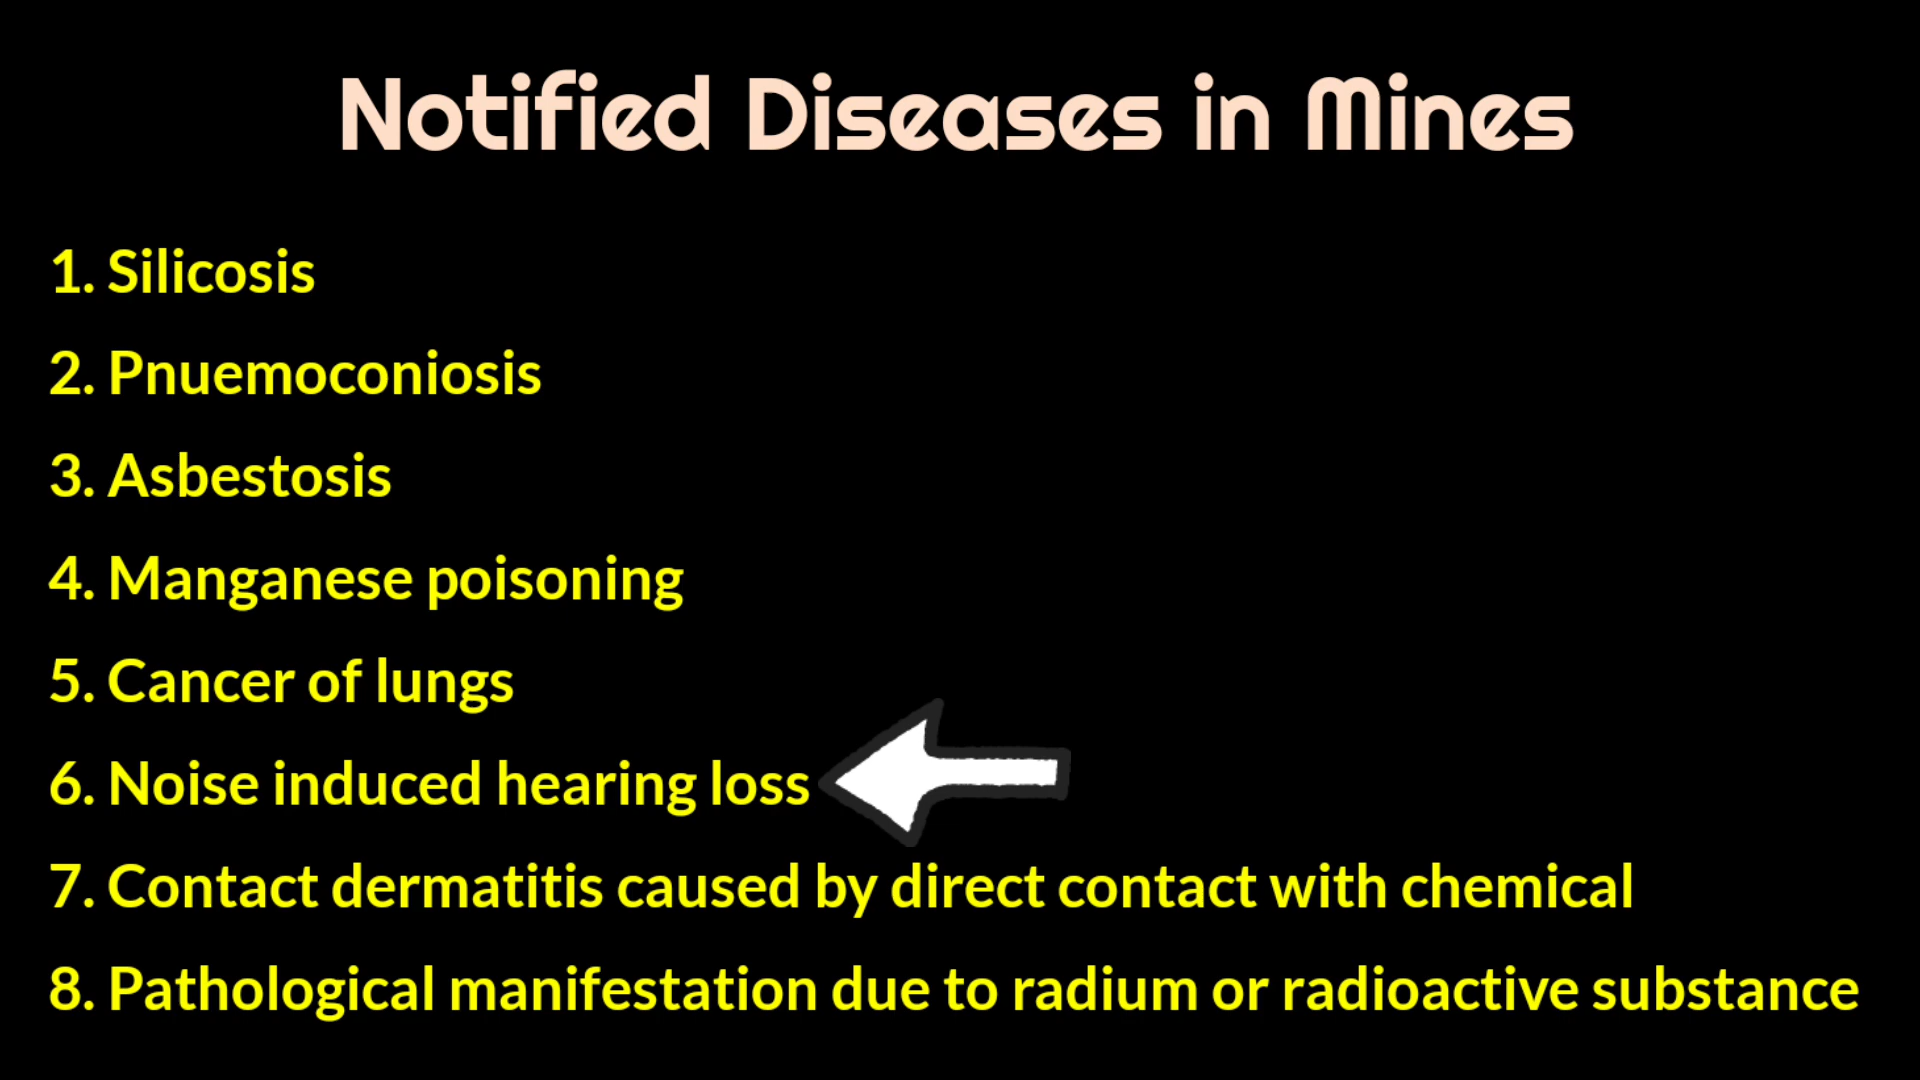 Notified Diseases in Mines
1. Silicosis
2. Pnuemoconiosis
3. Asbestosis
4. Manganese poisoning
5. Cancer of lungs
6. Noise induced hearing loss
7. Contact dermatitis caused by direct contact with chemical
8. Pathological manifestation due to radium or radioactive substance